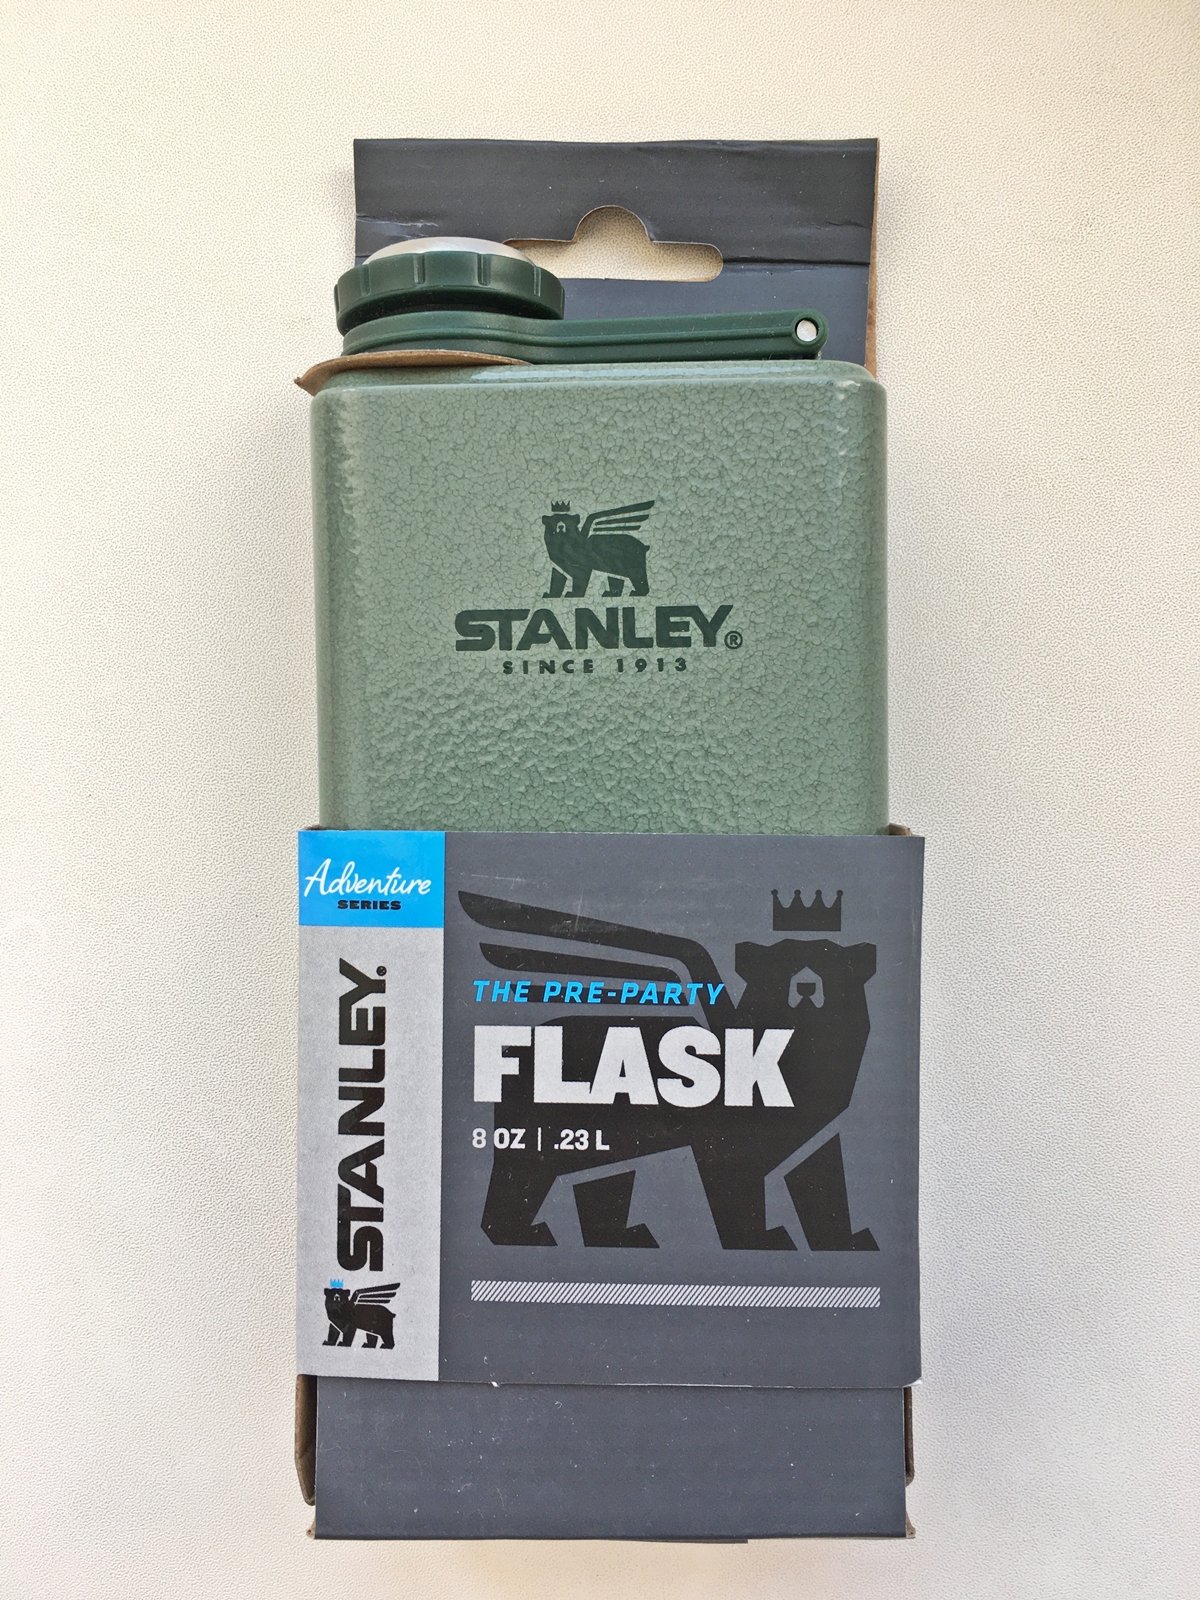 STANLEY®
SINCE 1913
Adventure
SERIES
STANLEY®
THE PRE-PARTY
FLASK
8 OZ | .23 L